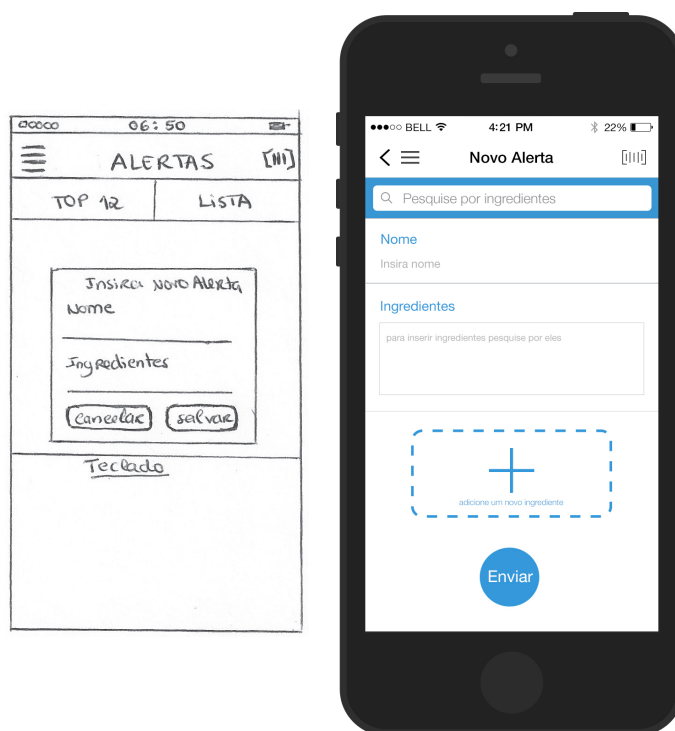 06:50
ALERTAS
TOP 12
LISTA
Insira novo Alerta
Nome
Ingredientes
Cancelar
salvar
Teclado
BELL
4:21 PM
22%
Novo Alerta
Pesquise por ingredientes
Nome
Insira nome
Ingredientes
para inserir ingredientes pesquise por eles
adicione um novo ingrediente
Enviar